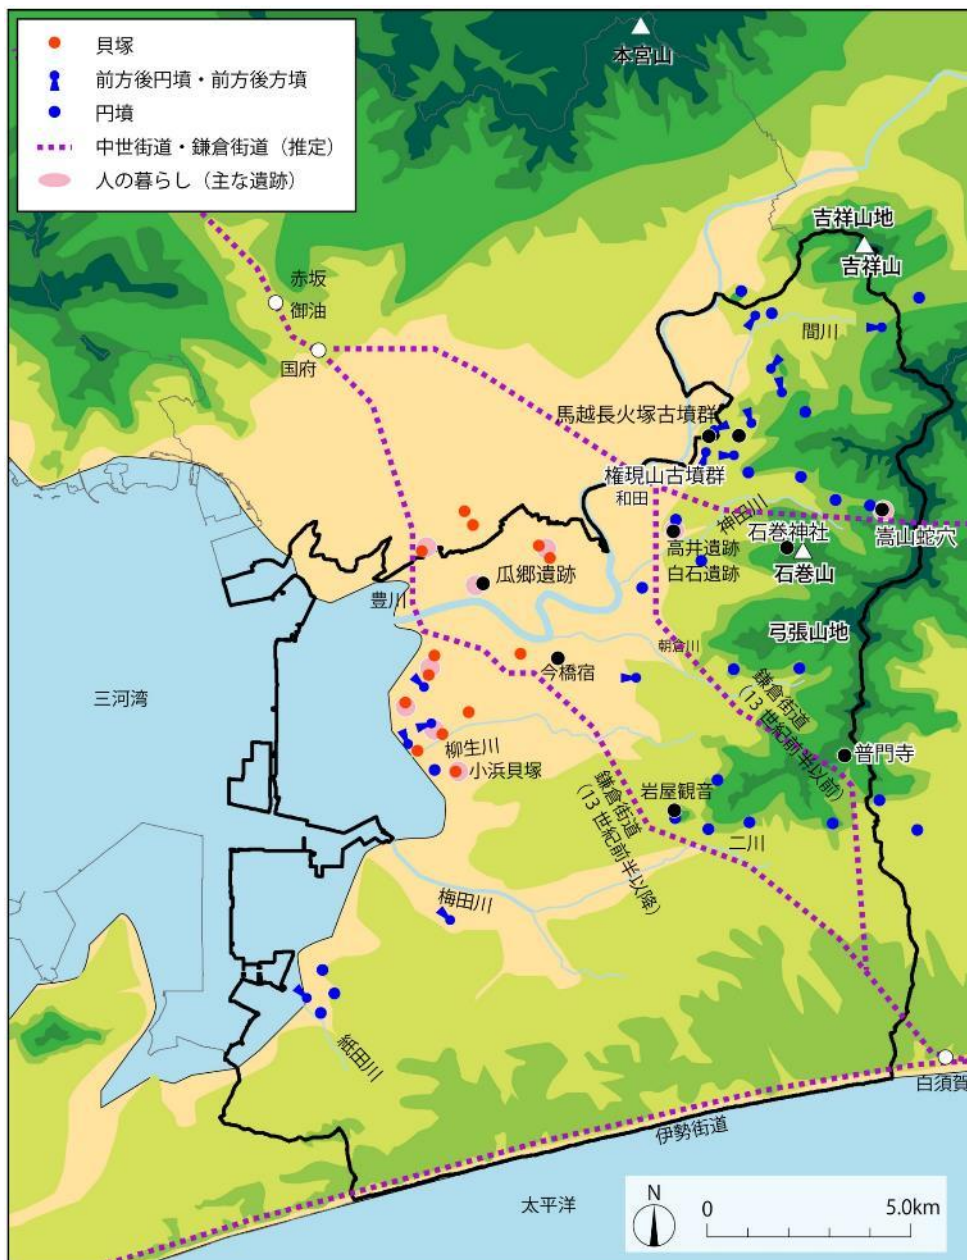 貝塚
前方後円墳・前方後方墳
円墳
中世街道・鎌倉街道（推定）
人の暮らし（主な遺跡）
本宮山
吉祥山地
吉祥山
赤坂
御油
国府
間川
馬越長火塚古墳群
権現山古墳群
和田
神田川
嵩山蛇穴
石巻神社
石巻山
高井遺跡
白石遺跡
瓜郷遺跡
豊川
弓張山地
朝倉川
今橋宿
三河湾
鎌倉街道
（13 世紀前半以前）
普門寺
柳生川
小浜貝塚
岩屋観音
鎌倉街道
（13 世紀前半以降）
二川
梅田川
紙田川
白須賀
伊勢街道
太平洋
N
0
5.0km